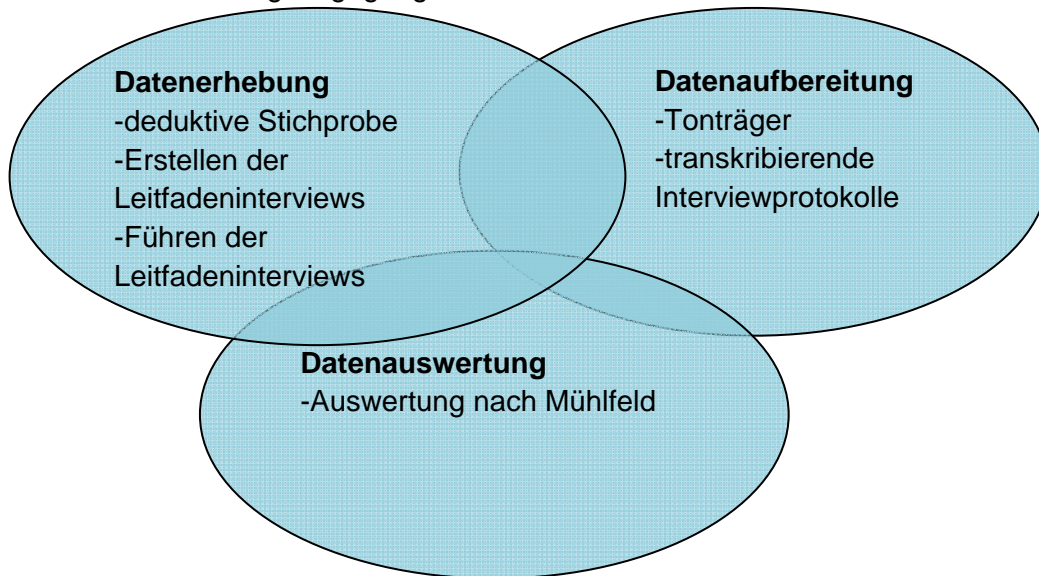 Datenerhebung
-deduktive Stichprobe
-Erstellen der
Leitfadeninterviews
-Führen der
Leitfadeninterviews
Datenaufbereitung
-Tonträger
-transkribierende
Interviewprotokolle
Datenauswertung
-Auswertung nach Mühlfeld